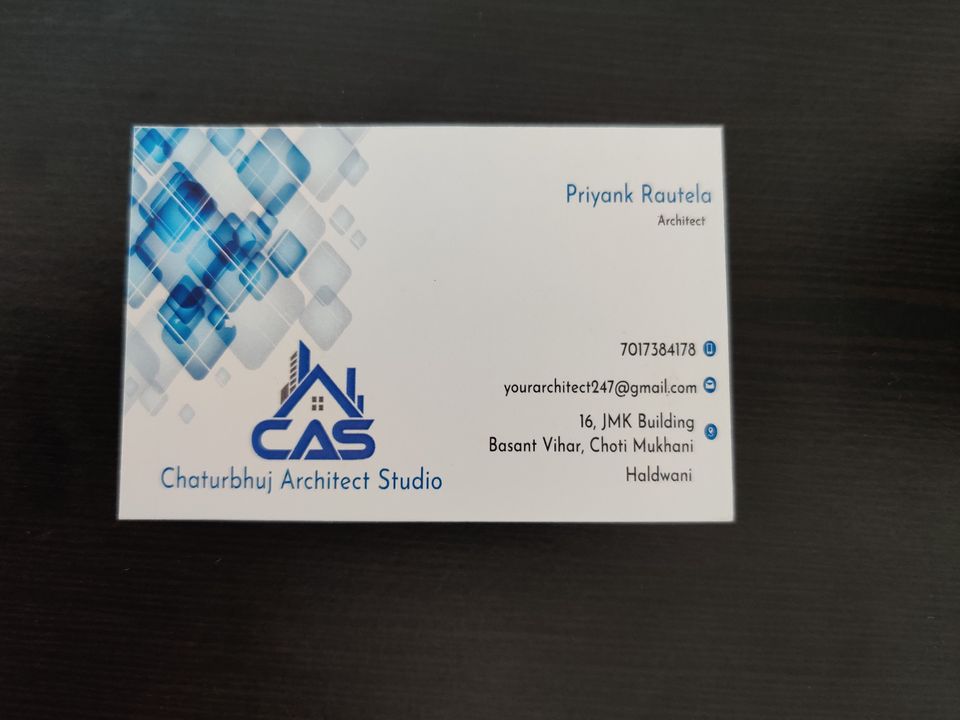 Priyank Rautela
Architect
7017384178
yourarchitect247@gmail.com
16, JMK Building
Basant Vihar, Choti Mukhani
Haldwani
CAS
Chaturbhuj Architect Studio